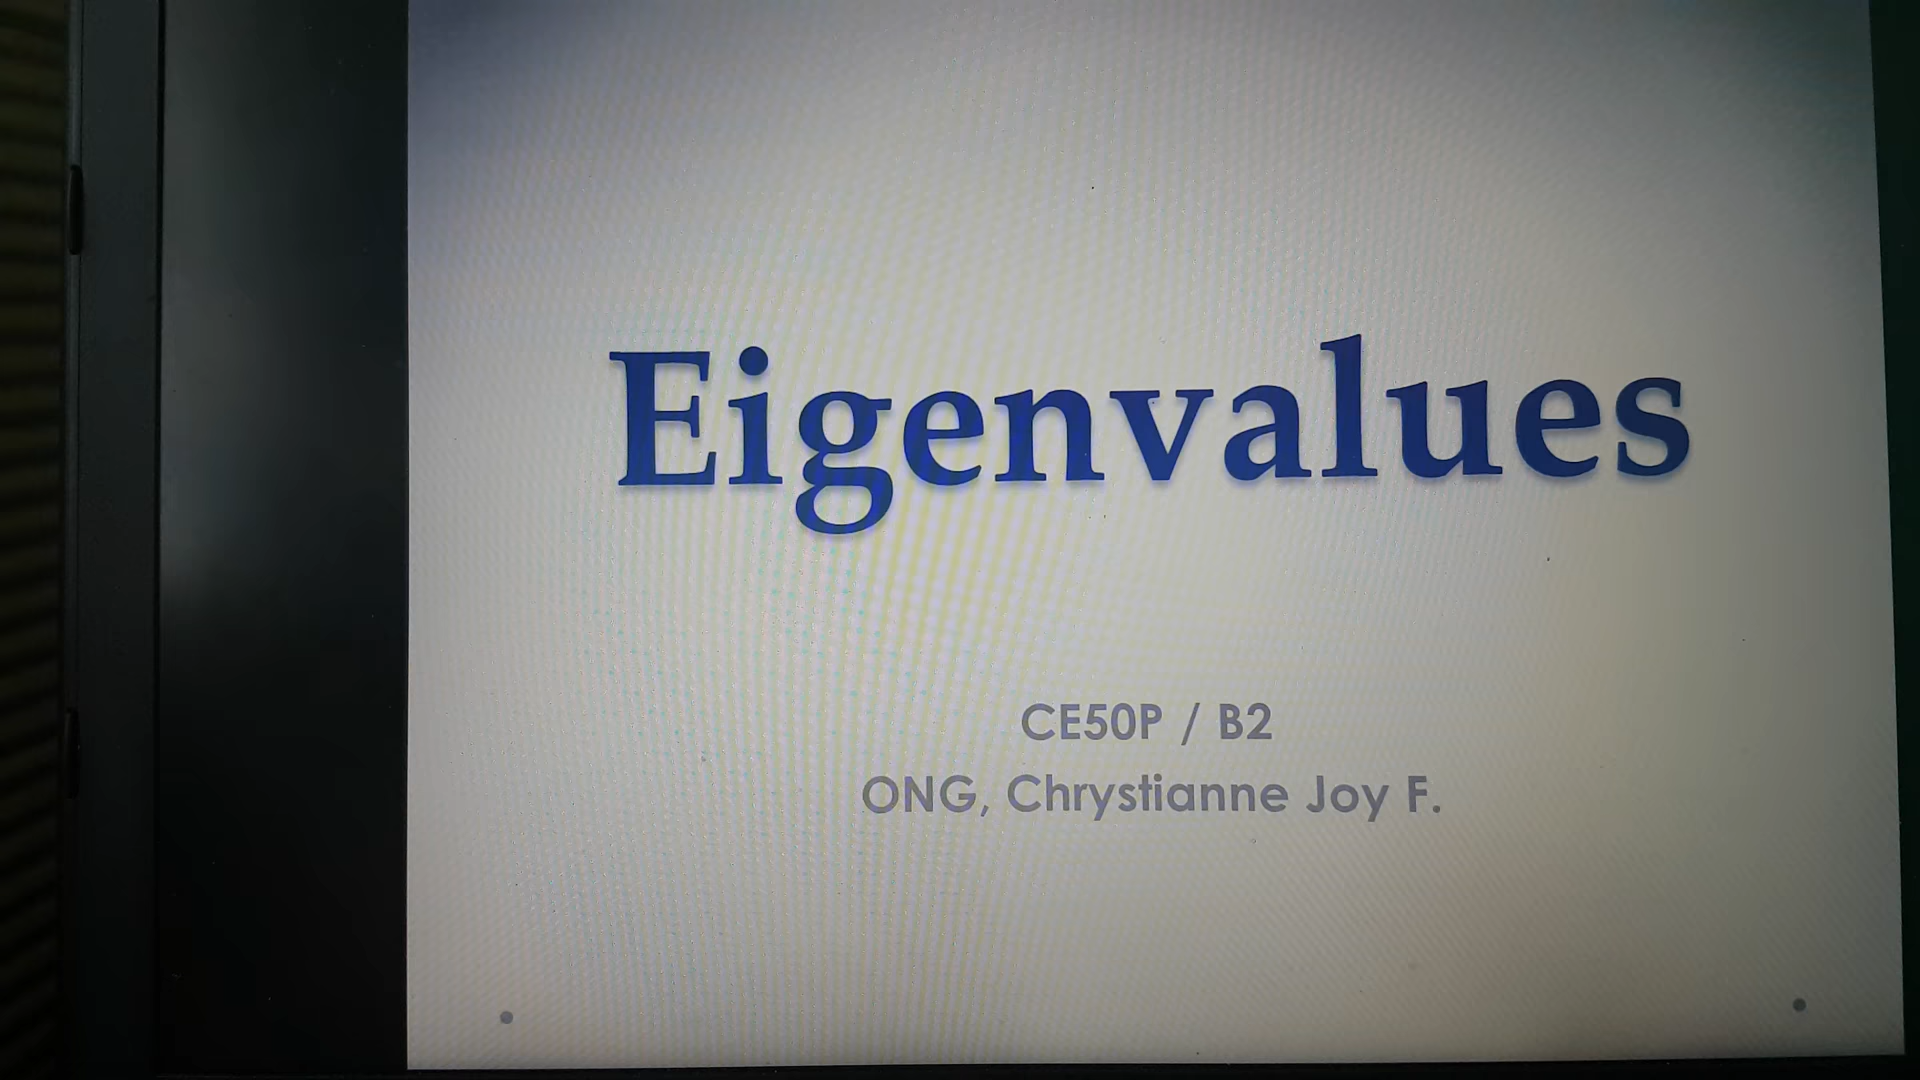 Eigenvalues
CE50P / B2
ONG, Chrystianne Joy F.